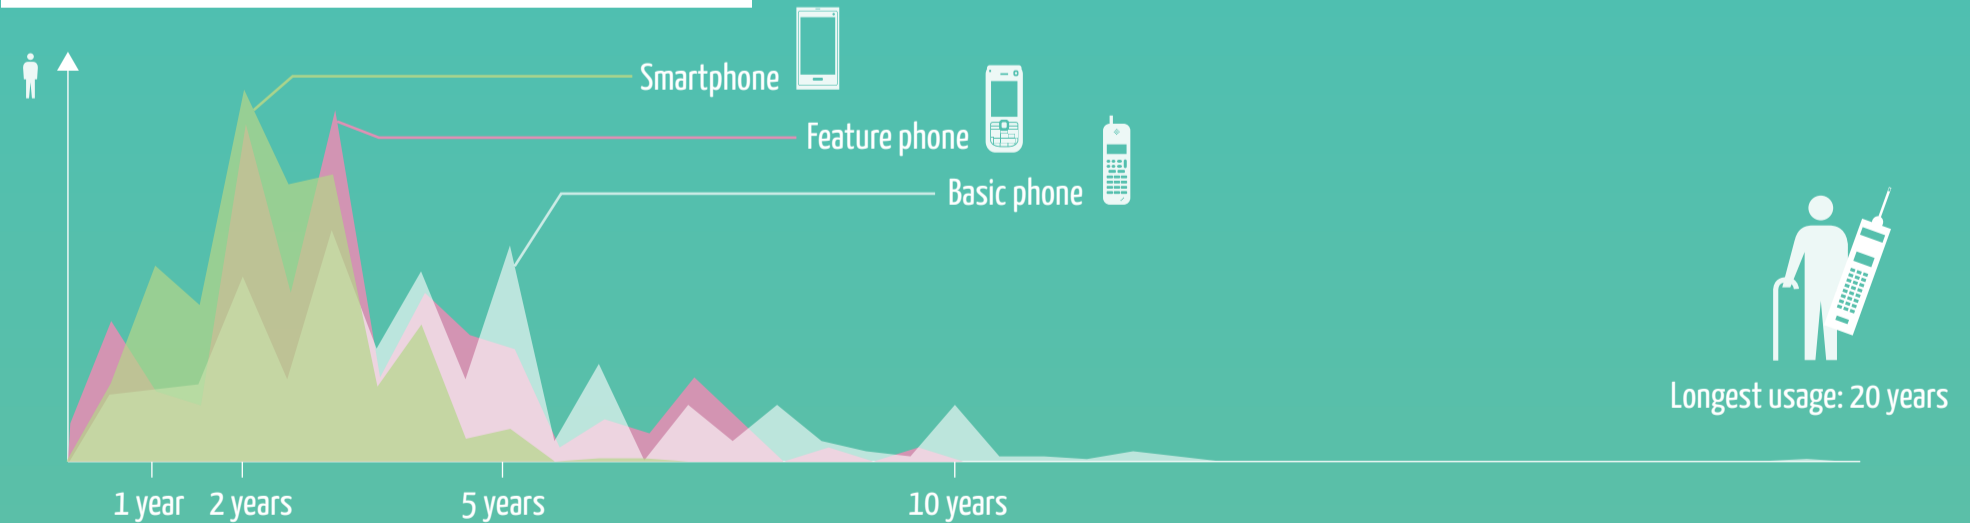 Smartphone
Feature phone
Basic phone
Longest usage: 20 years
1 year
2 years
5 years
10 years